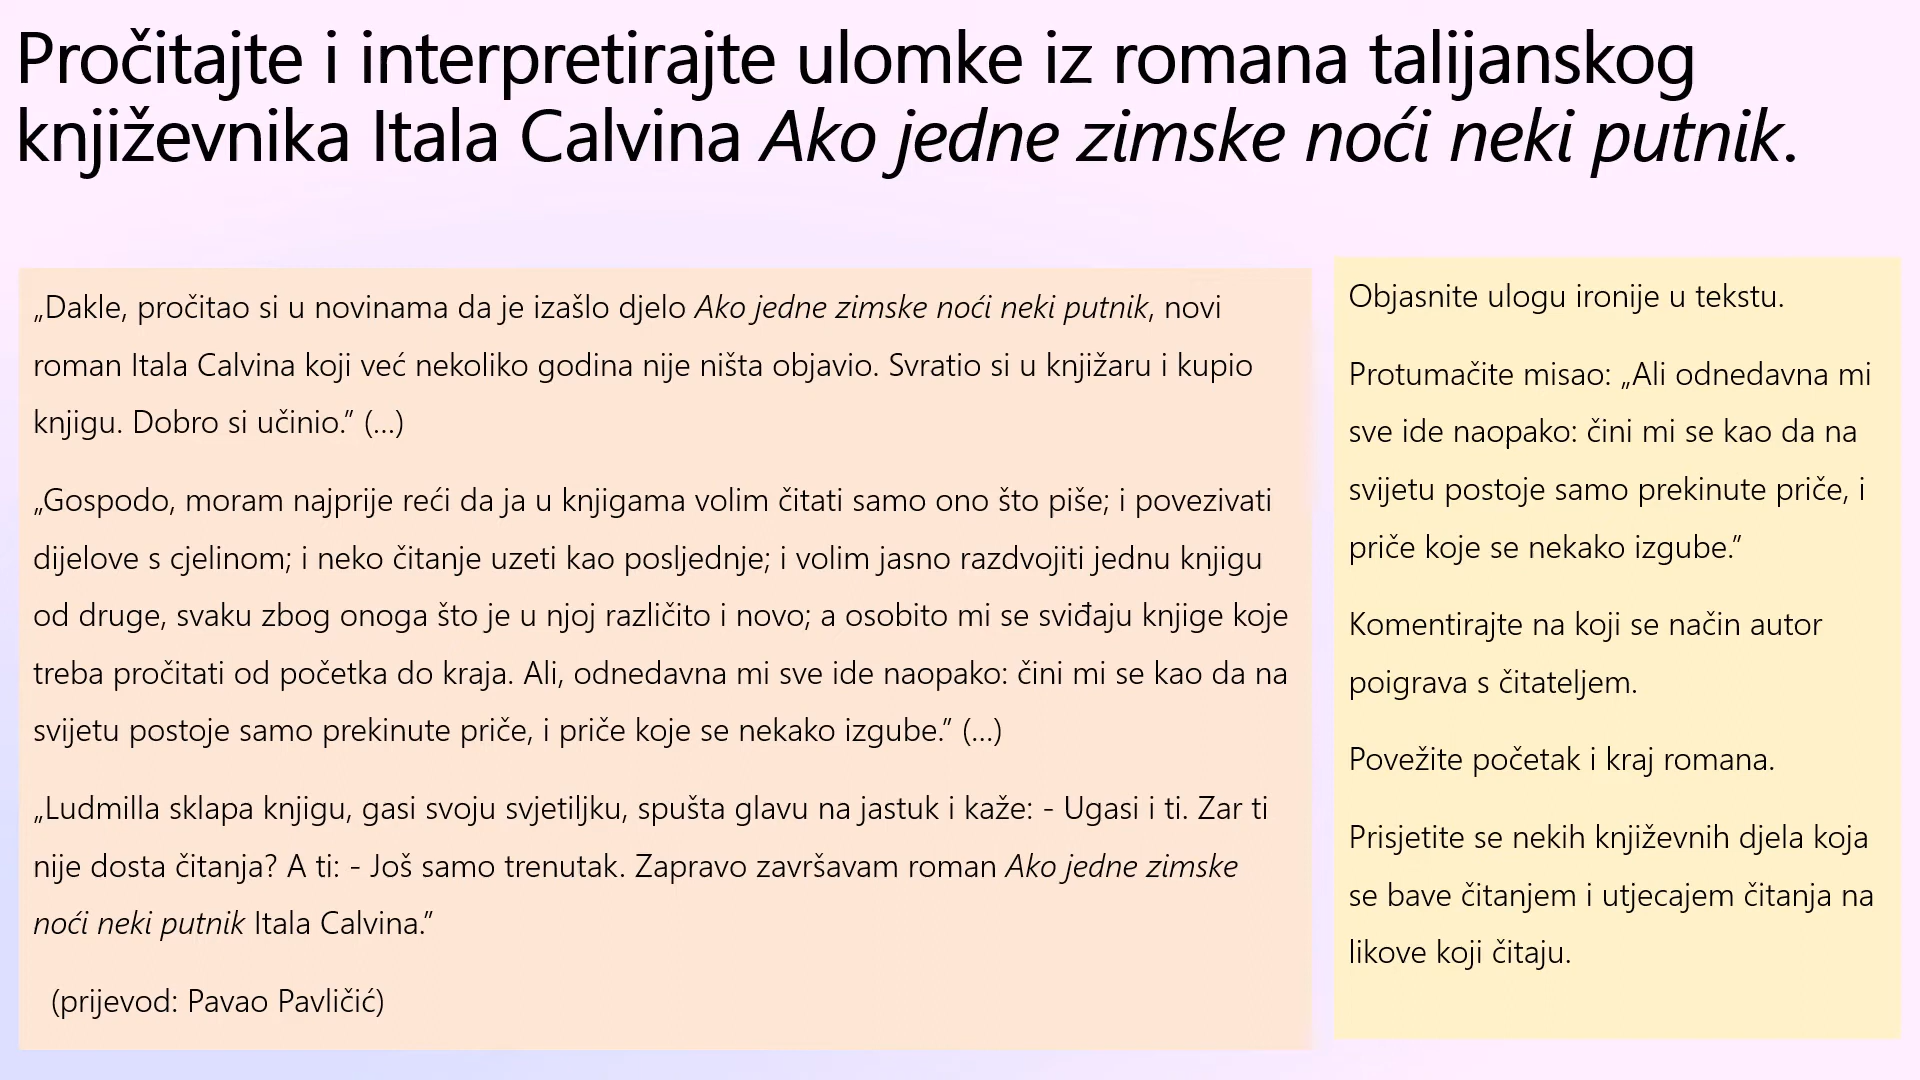 Pročitajte i interpretirajte ulomke iz romana talijanskog
književnika Itala Calvina Ako jedne zimske noći neki putnik.
„Dakle, pročitao si u novinama da je izašlo djelo Ako jedne zimske noći neki putnik, novi
roman Itala Calvina koji već nekoliko godina nije ništa objavio. Svratio si u knjižaru i kupio
knjigu. Dobro si učinio.” (...)
„Gospodo, moram najprije reći da ja u knjigama volim čitati samo ono što piše; i povezivati
dijelove s cjelinom; i neko čitanje uzeti kao posljednje; i volim jasno razdvojiti jednu knjigu
od druge, svaku zbog onoga što je u njoj različito i novo; a osobito mi se sviđaju knjige koje
treba pročitati od početka do kraja. Ali, odnedavna mi sve ide naopako: čini mi se kao da na
svijetu postoje samo prekinute priče, i priče koje se nekako izgube.” (...)
„Ludmilla sklapa knjigu, gasi svoju svjetiljku, spušta glavu na jastuk i kaže: - Ugasi i ti. Zar ti
nije dosta čitanja? A ti: - Još samo trenutak. Zapravo završavam roman Ako jedne zimske
noći neki putnik Itala Calvina.”
(prijevod: Pavao Pavličić)
Objasnite ulogu ironije u tekstu.
Protumačite misao: „Ali odnedavna mi
sve ide naopako: čini mi se kao da na
svijetu postoje samo prekinute priče, i
priče koje se nekako izgube.”
Komentirajte na koji se način autor
poigrava s čitateljem.
Povežite početak i kraj romana.
Prisjetite se nekih književnih djela koja
se bave čitanjem i utjecajem čitanja na
likove koji čitaju.